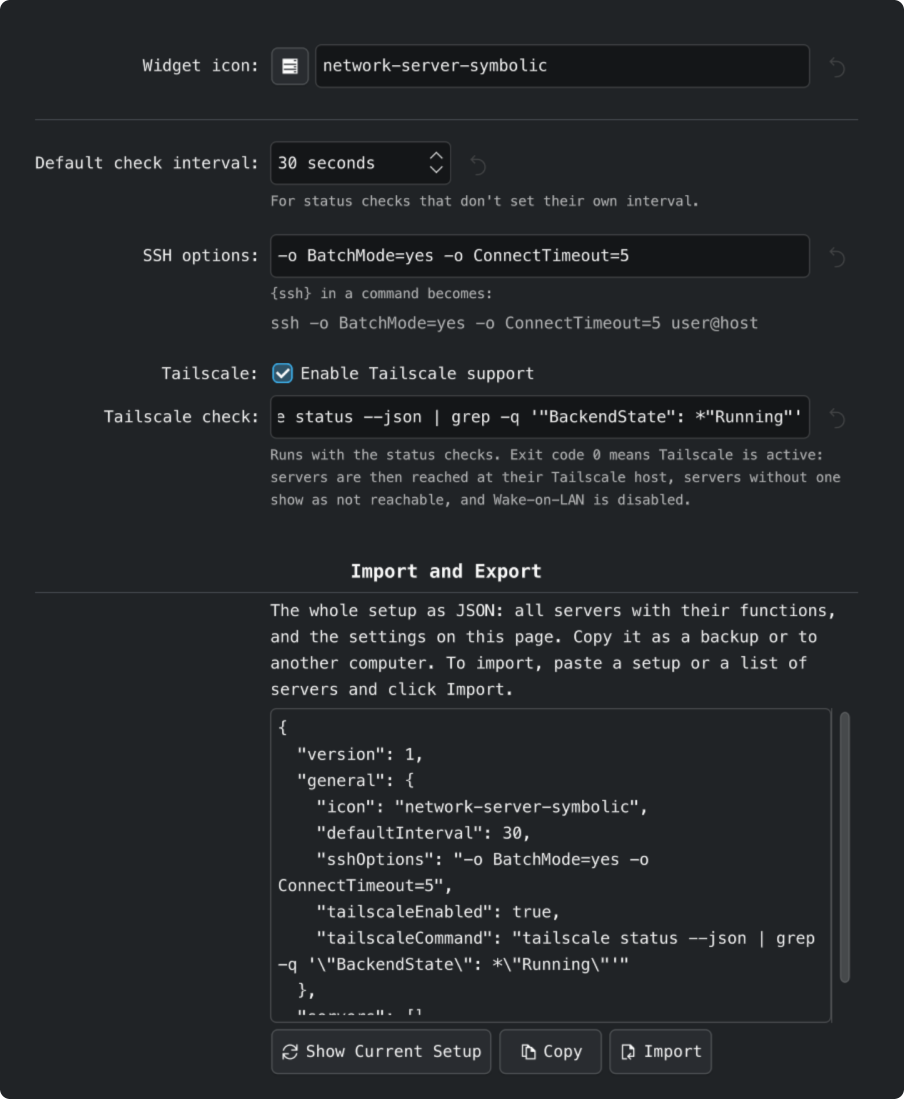 Widget icon: network-server-symbolic
Default check interval: 30 seconds
For status checks that don't set their own interval.
SSH options: -o BatchMode=yes -o ConnectTimeout=5
{ssh} in a command becomes:
ssh -o BatchMode=yes -o ConnectTimeout=5 user@host
Tailscale: Enable Tailscale support
Tailscale check: e status --json | grep -q '"BackendState": *"Running"'
Runs with the status checks. Exit code 0 means Tailscale is active:
servers are then reached at their Tailscale host, servers without one
show as not reachable, and Wake-on-LAN is disabled.
Import and Export
The whole setup as JSON: all servers with their functions,
and the settings on this page. Copy it as a backup or to
another computer. To import, paste a setup or a list of
servers and click Import.
{
  "version": 1,
  "general": {
    "icon": "network-server-symbolic",
    "defaultInterval": 30,
    "sshOptions": "-o BatchMode=yes -o
ConnectTimeout=5",
    "tailscaleEnabled": true,
    "tailscaleCommand": "tailscale status --json | grep
-q '\"BackendState\": *\"Running\"'"
  },
  "servers": []
Show Current Setup Copy Import